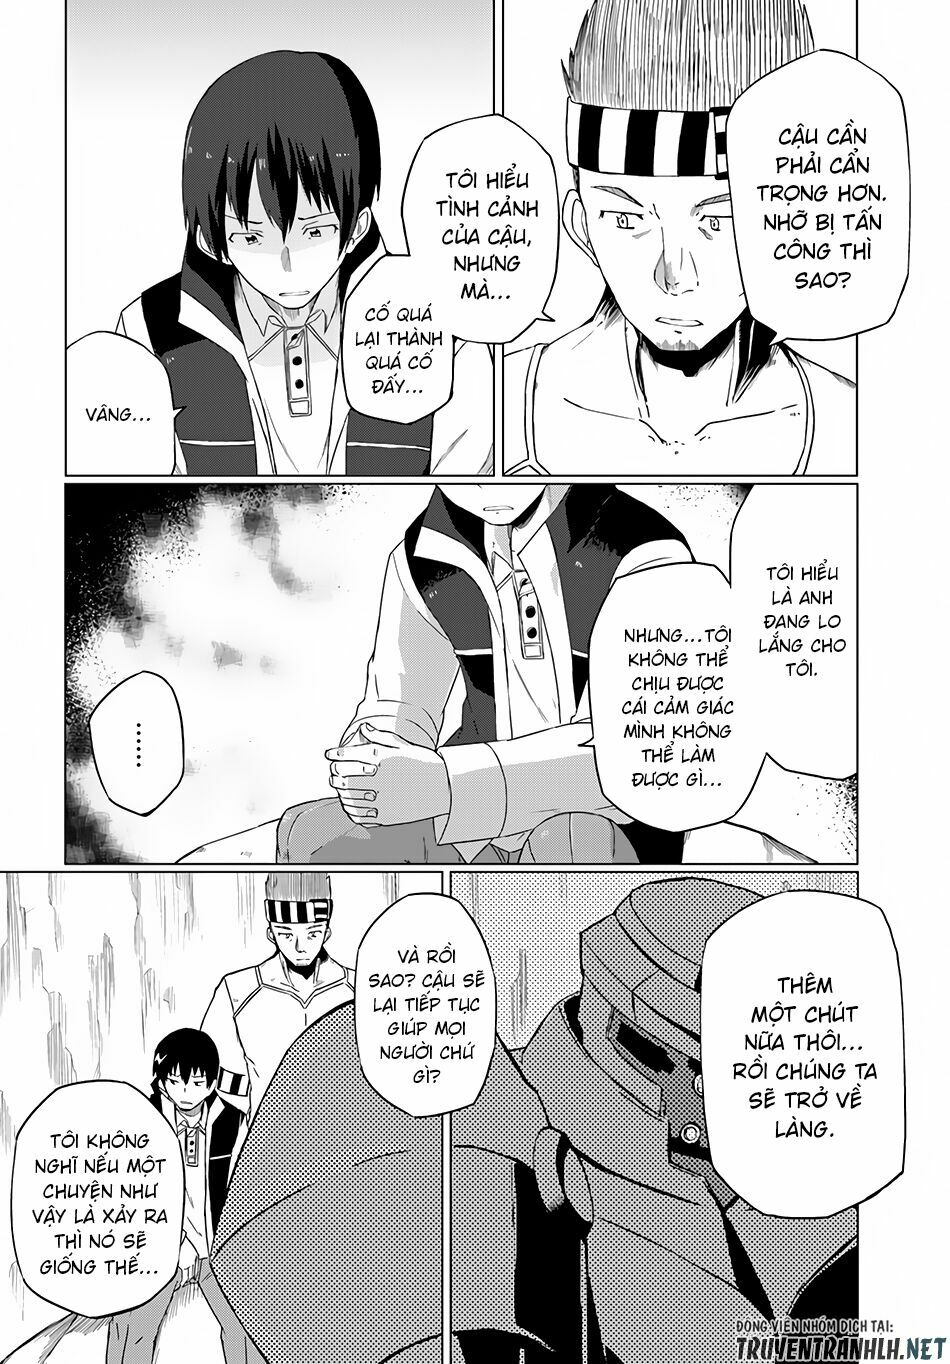 CẬU CẦN
PHẢI CẨN
TRỌNG HƠN.
NHỠ BỊ TẤN
CÔNG THÌ
SAO?
TÔI HIỂU
TÌNH CẢNH
CỦA CẬU,
NHƯNG
MÀ...
CỐ QUÁ
LẠI THÀNH
QUÁ CỐ
ĐẤY...
VÂNG...
TÔI HIỂU
LÀ ANH
ĐANG LO
LẮNG CHO
TÔI.
NHƯNG...TÔI
KHÔNG THỂ
CHỊU ĐƯỢC
CÁI CẢM GIÁC
MÌNH KHÔNG
THỂ LÀM
ĐƯỢC GÌ...
......
THÊM
MỘT CHÚT
NỮA THÔI...
RỒI CHÚNG TA
SẼ TRỞ VỀ
LÀNG.
VÀ RỒI
SAO? CẬU SẼ
LẠI TIẾP TỤC
GIÚP MỌI
NGƯỜI CHỨ
GÌ?
TÔI KHÔNG
NGHĨ NẾU MỘT
CHUYỆN NHƯ
VẬY LÀ XẢY RA
THÌ NÓ SẼ
GIỐNG THẾ...
ĐỘNG VIÊN NHÓM DỊCH TẠI:
TRUYENTRANHLH.NET